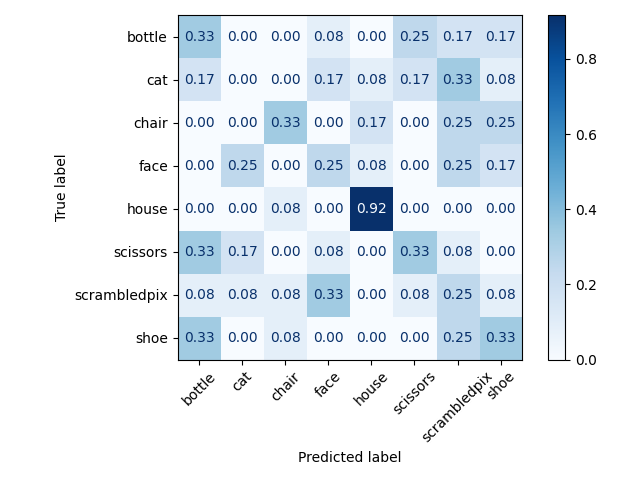 bottle 0.33 0.00 0.00 0.08 0.00 0.25 0.17 0.17
cat 0.17 0.00 0.00 0.17 0.08 0.17 0.33 0.08
chair 0.00 0.00 0.33 0.00 0.17 0.00 0.25 0.25
face 0.00 0.25 0.00 0.25 0.08 0.00 0.25 0.17
house 0.00 0.00 0.08 0.00 0.92 0.00 0.00 0.00
scissors 0.33 0.17 0.00 0.08 0.00 0.33 0.08 0.00
scrambledpix 0.08 0.08 0.08 0.33 0.00 0.08 0.25 0.08
shoe 0.33 0.00 0.08 0.00 0.00 0.00 0.25 0.33
bottle cat chair face house scissors scrambledpix shoe
Predicted label
True label
0.8
0.6
0.4
0.2
0.0